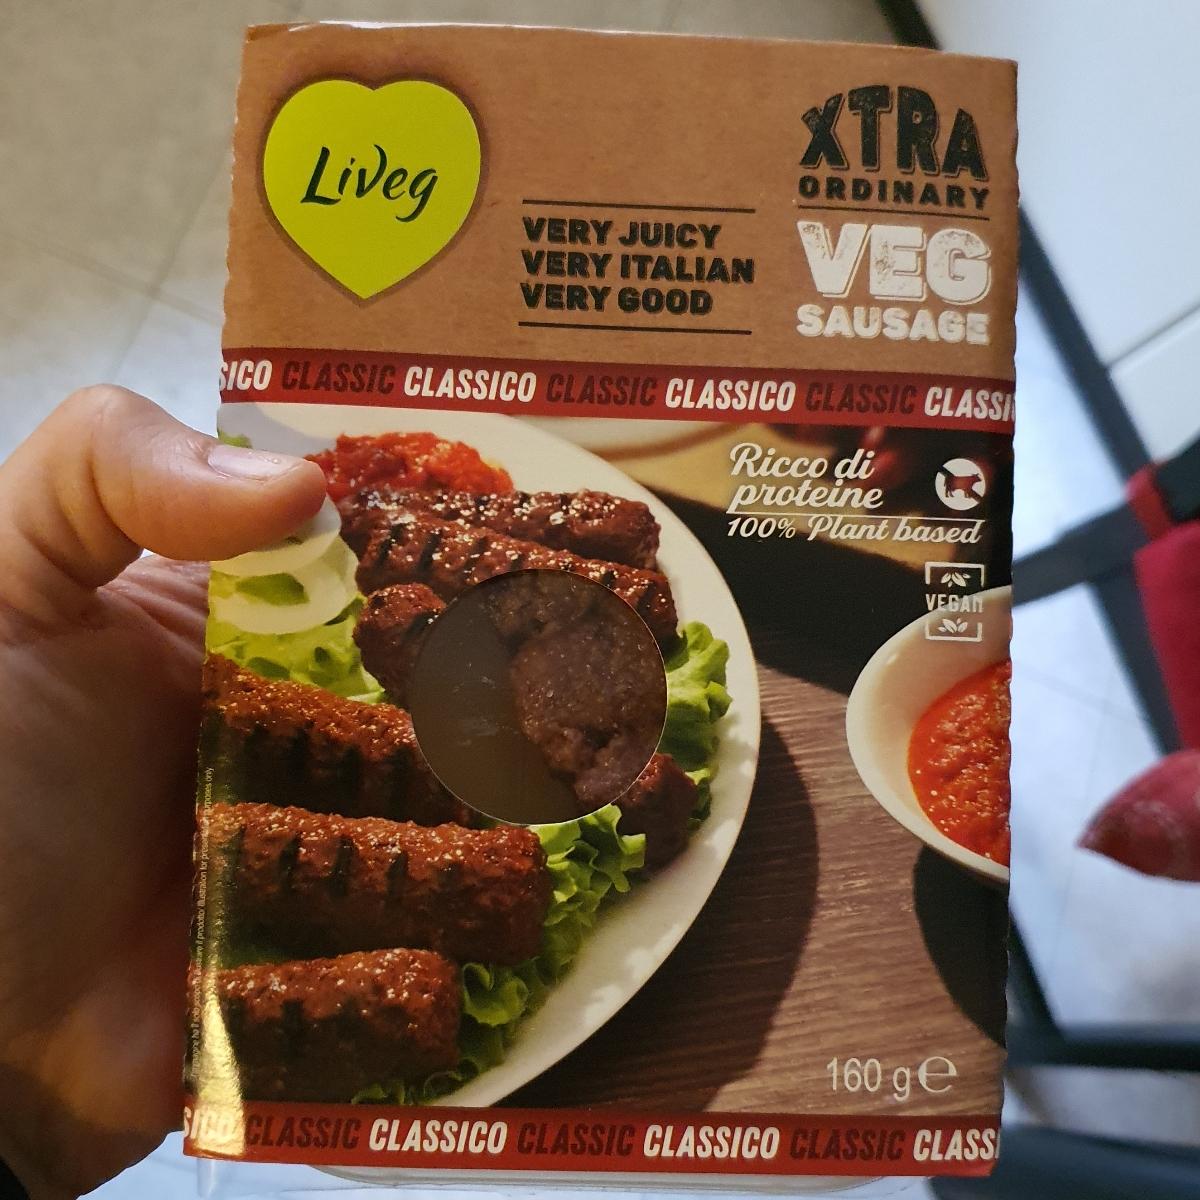 Liveg
XTRA
ORDINARY
VEG
SAUSAGE
VERY JUICY
VERY ITALIAN
VERY GOOD
SICO CLASSIC CLASSICO CLASSIC CLASSICO CLASSIC CLASSI
Ricco di
proteine
100% Plant based
VEGAN
160 g e
SICO CLASSIC CLASSICO CLASSIC CLASSICO CLASSIC CLASSI